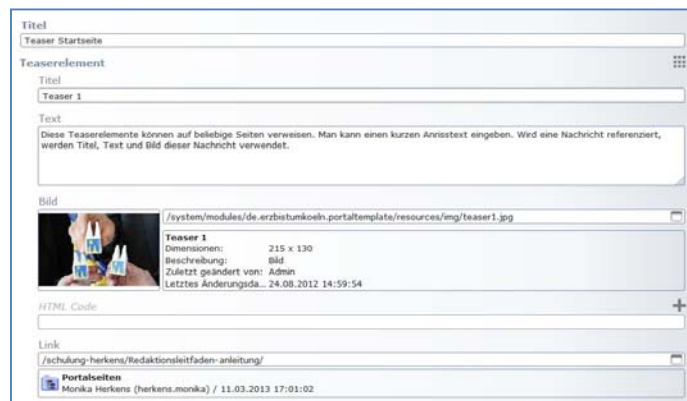 Titel
Teaser Startseite
Teaserelement
Titel
Teaser 1
Text
Diese Teaserelemente können auf beliebige Seiten verweisen. Man kann einen kurzen Anrisstext eingeben. Wird eine Nachricht referenziert,
werden Titel, Text und Bild dieser Nachricht verwendet.
Bild
/system/modules/de.erzbistumkoeln.portaltemplate/resources/img/teaser1.jpg
Teaser 1
Dimensionen: 215 x 130
Beschreibung: Bild
Zuletzt geändert von: Admin
Letztes Änderungsda... 24.08.2012 14:59:54
HTML Code
Link
/schulung-herkens/Redaktionsleitfaden-anleitung/
Portalseiten
Monika Herkens (herkens.monika) / 11.03.2013 17:01:02